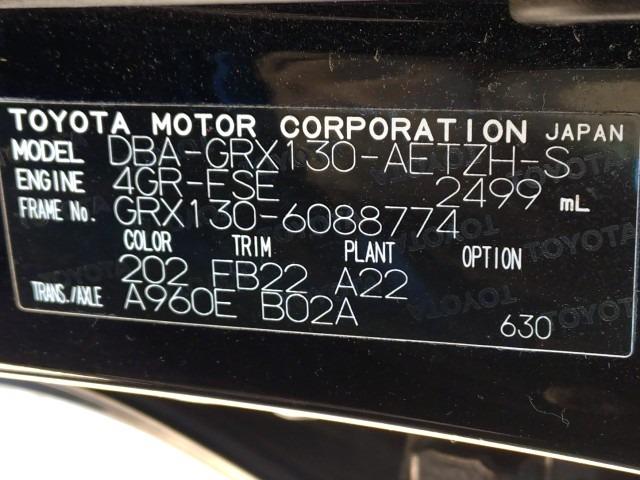 TOYOTA MOTOR CORPORATION JAPAN
MODEL DBA-GRX130-AETZH-S
ENGINE 4GR-FSE 2499 mL
FRAME No. GRX130-6088774
COLOR TRIM PLANT OPTION
202 FB22 A22
TRANS./AXLE A960E B02A
630